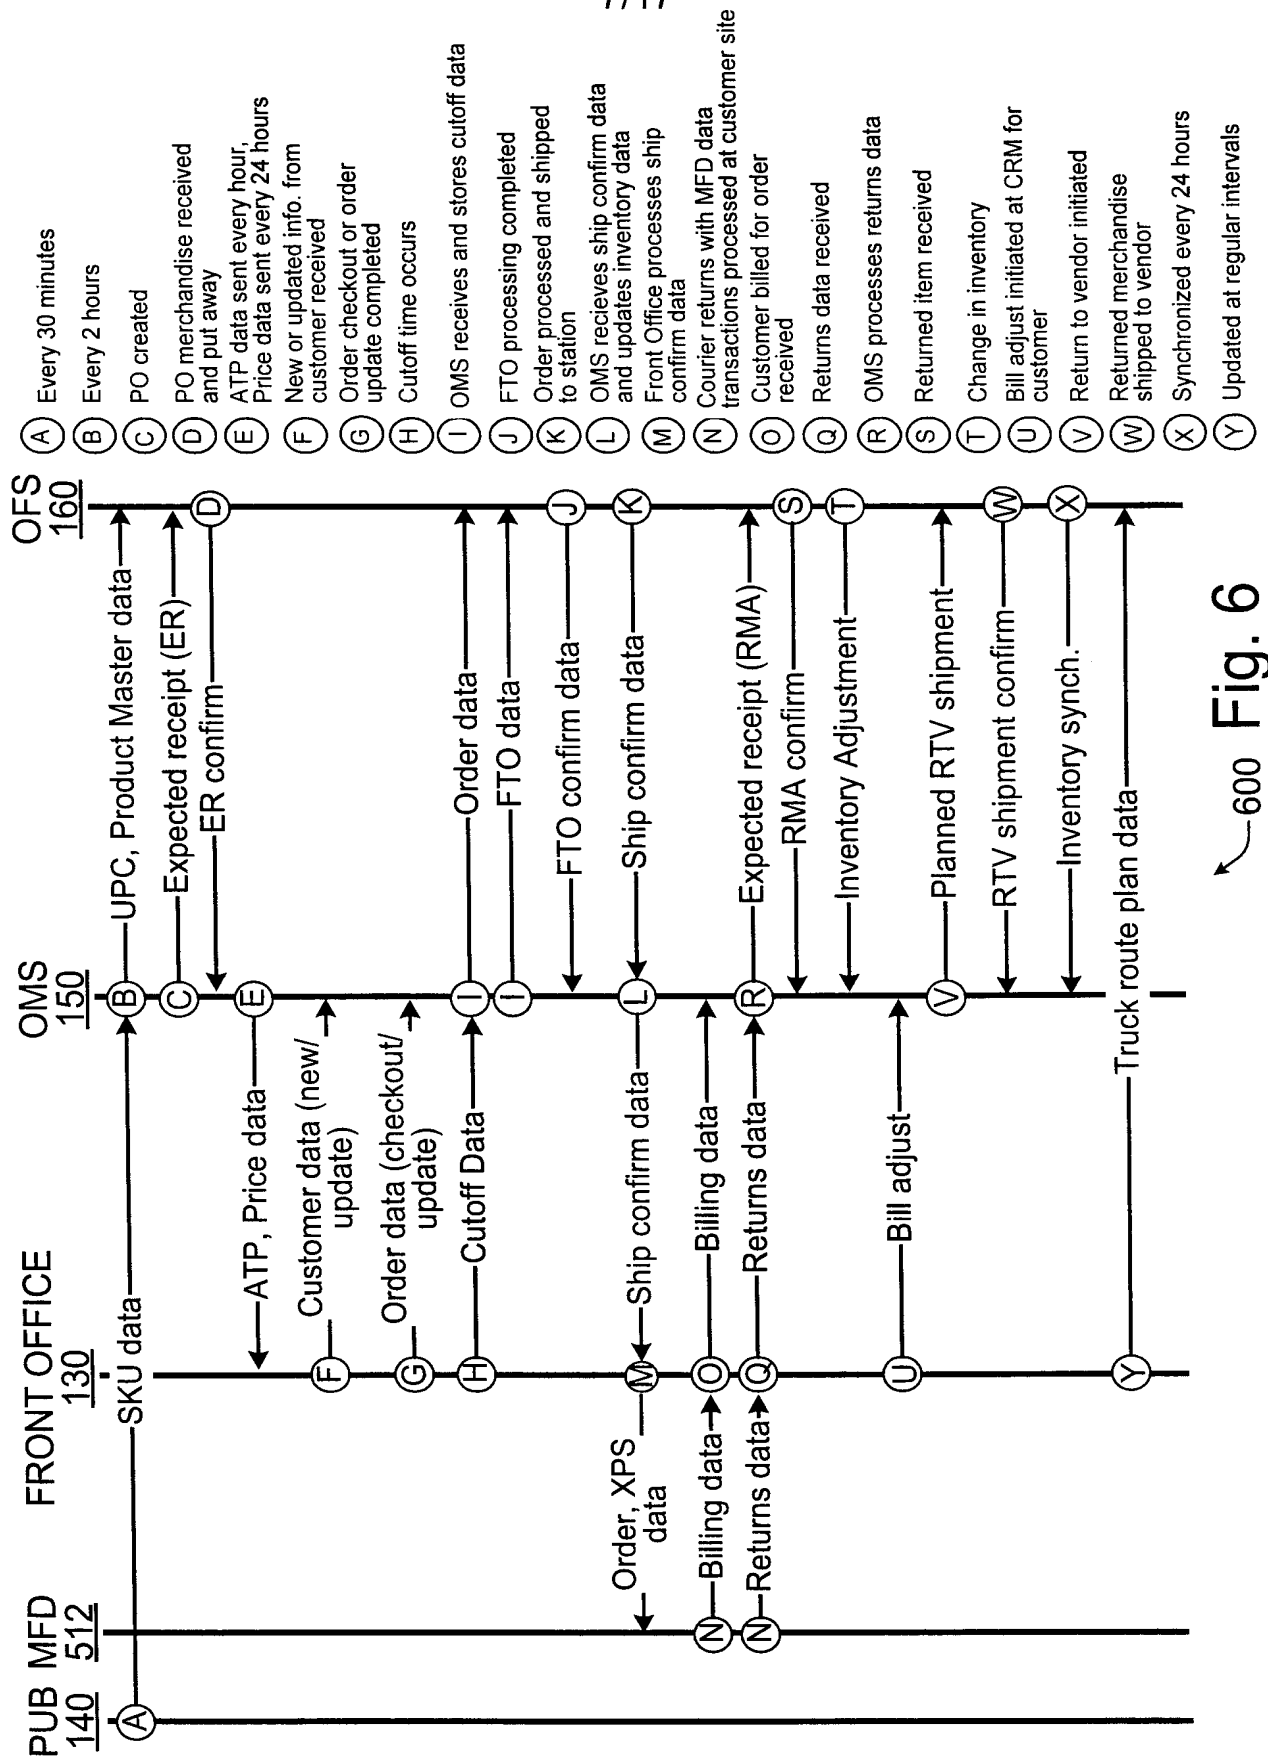 7/17
PUB
140
MFD
512
FRONT OFFICE
130
OMS
150
OFS
160
A
SKU data
B
UPC, Product Master data
C
Expected receipt (ER)
D
ER confirm
E
ATP, Price data
F
Customer data (new/
update)
G
Order data (checkout/
update)
H
Cutoff Data
I
Order data
I
FTO data
J
FTO confirm data
K
Ship confirm data
L
Ship confirm data
M
Order, XPS
data
N
Billing data
O
Billing data
N
Returns data
Q
Returns data
R
Expected receipt (RMA)
S
RMA confirm
T
Inventory Adjustment
U
Bill adjust
V
Planned RTV shipment
W
RTV shipment confirm
X
Inventory synch.
Y
Truck route plan data
A Every 30 minutes
B Every 2 hours
C PO created
D PO merchandise received
and put away
E ATP data sent every hour,
Price data sent every 24 hours
F New or updated info. from
customer received
G Order checkout or order
update completed
H Cutoff time occurs
I OMS receives and stores cutoff data
J FTO processing completed
K Order processed and shipped
to station
L OMS recieves ship confirm data
and updates inventory data
M Front Office processes ship
confirm data
N Courier returns with MFD data
transactions processed at customer site
O Customer billed for order
received
Q Returns data received
R OMS processes returns data
S Returned item received
T Change in inventory
U Bill adjust initiated at CRM for
customer
V Return to vendor initiated
W Returned merchandise
shipped to vendor
X Synchronized every 24 hours
Y Updated at regular intervals
600
Fig. 6